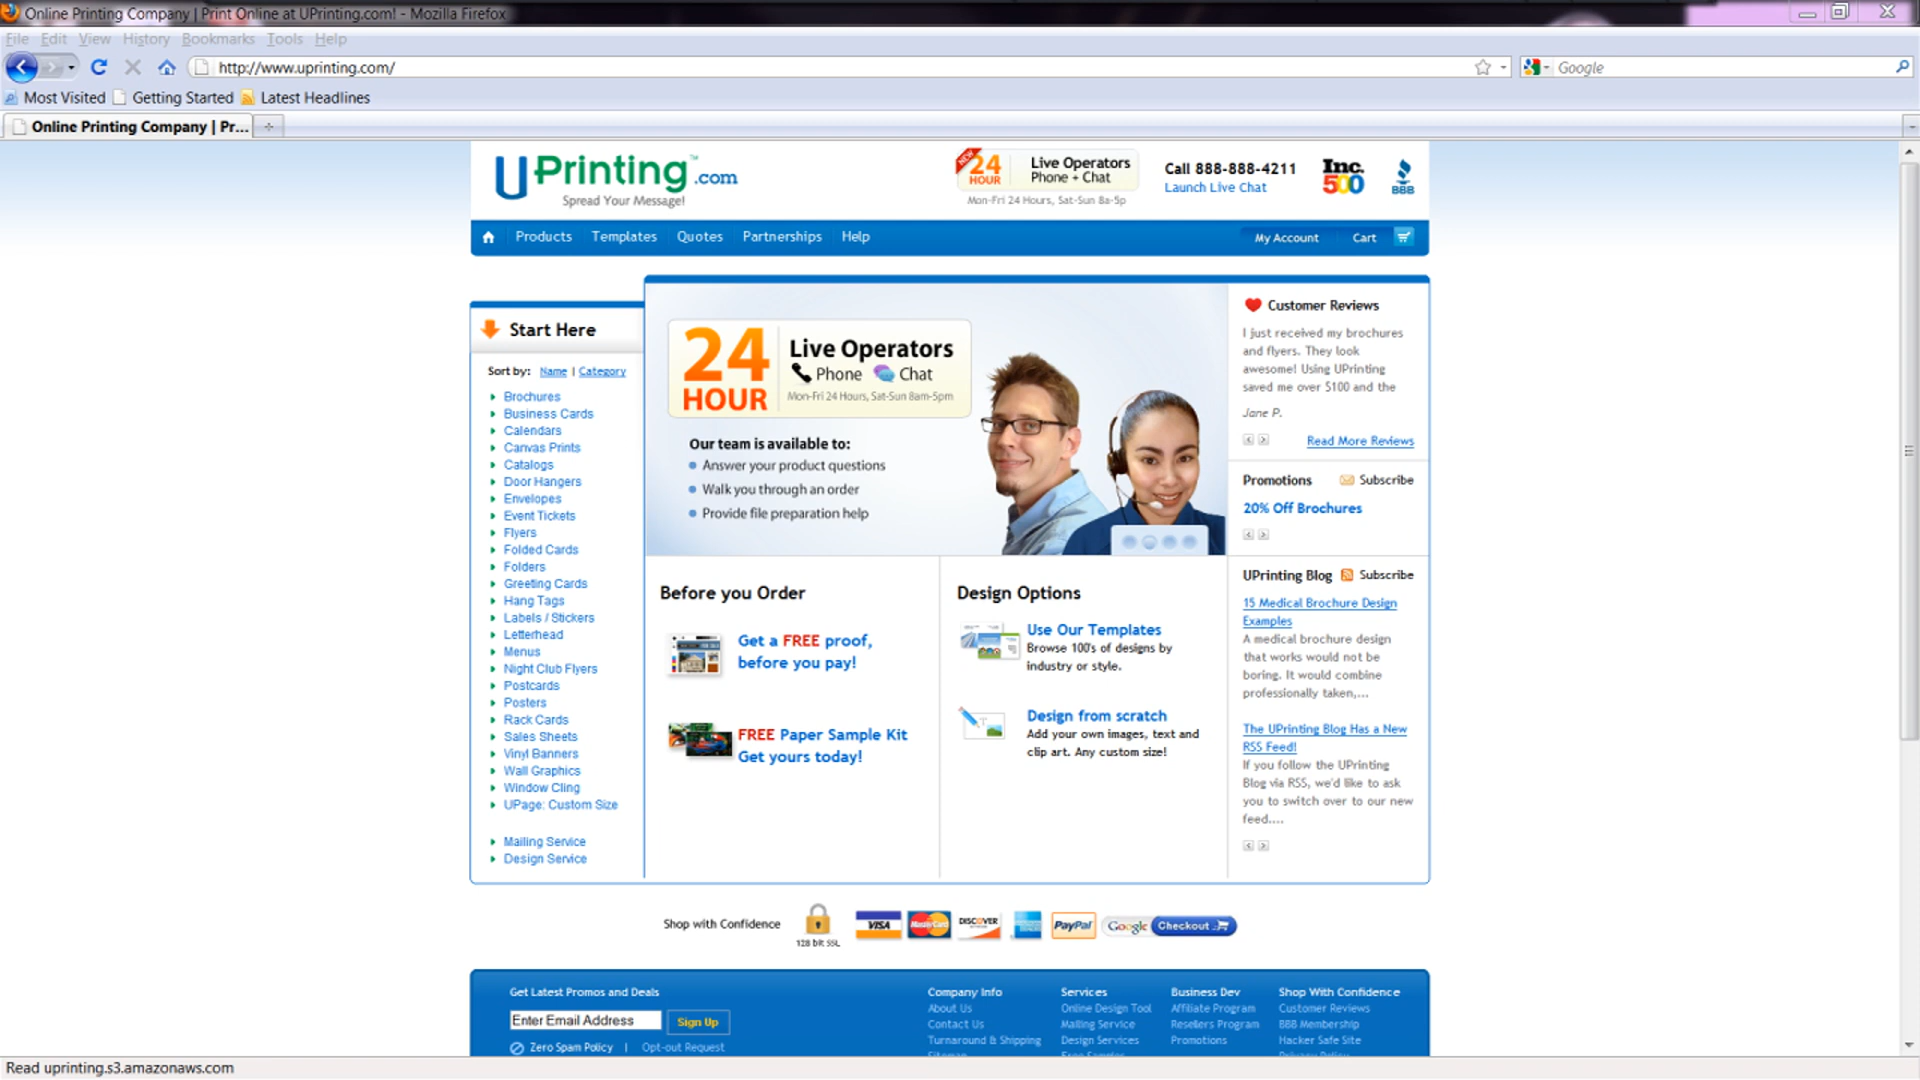 Online Printing Company | Print Online at UPrinting.com! - Mozilla Firefox
File Edit View History Bookmarks Tools Help
http://www.uprinting.com/
Google
Most Visited Getting Started Latest Headlines
Online Printing Company | Pr...
UPrinting.com™
Spread Your Message!
NEW 24 HOUR
Live Operators
Phone + Chat
Mon-Fri 24 Hours, Sat-Sun 8a-5p
Call 888-888-4211
Launch Live Chat
Inc. 500
BBB
Products Templates Quotes Partnerships Help
My Account Cart
Start Here
Sort by: Name | Category
Brochures
Business Cards
Calendars
Canvas Prints
Catalogs
Door Hangers
Envelopes
Event Tickets
Flyers
Folded Cards
Folders
Greeting Cards
Hang Tags
Labels / Stickers
Letterhead
Menus
Night Club Flyers
Postcards
Posters
Rack Cards
Sales Sheets
Vinyl Banners
Wall Graphics
Window Cling
UPage: Custom Size
Mailing Service
Design Service
24 HOUR
Live Operators
Phone Chat
Mon-Fri 24 Hours, Sat-Sun 8am-5pm
Our team is available to:
Answer your product questions
Walk you through an order
Provide file preparation help
Before you Order
Get a FREE proof,
before you pay!
FREE Paper Sample Kit
Get yours today!
Design Options
Use Our Templates
Browse 100's of designs by
industry or style.
Design from scratch
Add your own images, text and
clip art. Any custom size!
Customer Reviews
I just received my brochures
and flyers. They look
awesome! Using UPrinting
saved me over $100 and the
Jane P.
Read More Reviews
Promotions Subscribe
20% Off Brochures
UPrinting Blog Subscribe
15 Medical Brochure Design
Examples
A medical brochure design
that works would not be
boring. It would combine
professionally taken,...
The UPrinting Blog Has a New
RSS Feed!
If you follow the UPrinting
Blog via RSS, we'd like to ask
you to switch over to our new
feed....
Shop with Confidence
128 bit SSL
VISA MasterCard DISCOVER PayPal Google Checkout
Get Latest Promos and Deals
Enter Email Address Sign Up
Zero Spam Policy | Opt-out Request
Company Info
About Us
Contact Us
Turnaround & Shipping
Sitemap
Services
Online Design Tool
Mailing Service
Design Services
Free Samples
Business Dev
Affiliate Program
Resellers Program
Promotions
Shop With Confidence
Customer Reviews
BBB Membership
Hacker Safe Site
Privacy Policy
Read uprinting.s3.amazonaws.com